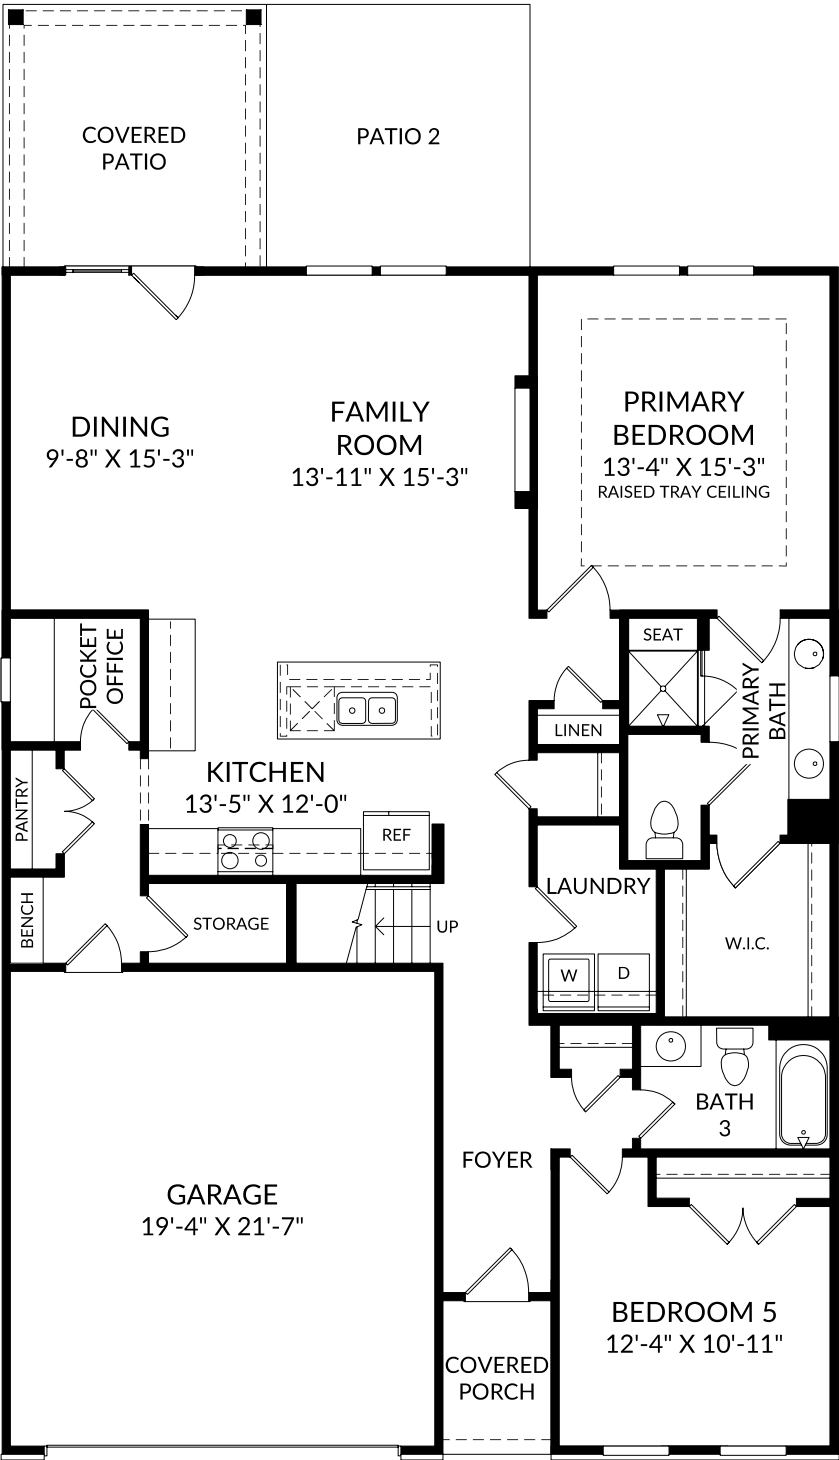 COVERED
PATIO
PATIO 2
DINING
9'-8" X 15'-3"
FAMILY
ROOM
13'-11" X 15'-3"
PRIMARY
BEDROOM
13'-4" X 15'-3"
RAISED TRAY CEILING
POCKET
OFFICE
SEAT
PRIMARY
BATH
LINEN
KITCHEN
13'-5" X 12'-0"
PANTRY
REF
LAUNDRY
BENCH
STORAGE
UP
W.I.C.
W
D
BATH
3
FOYER
GARAGE
19'-4" X 21'-7"
BEDROOM 5
12'-4" X 10'-11"
COVERED
PORCH